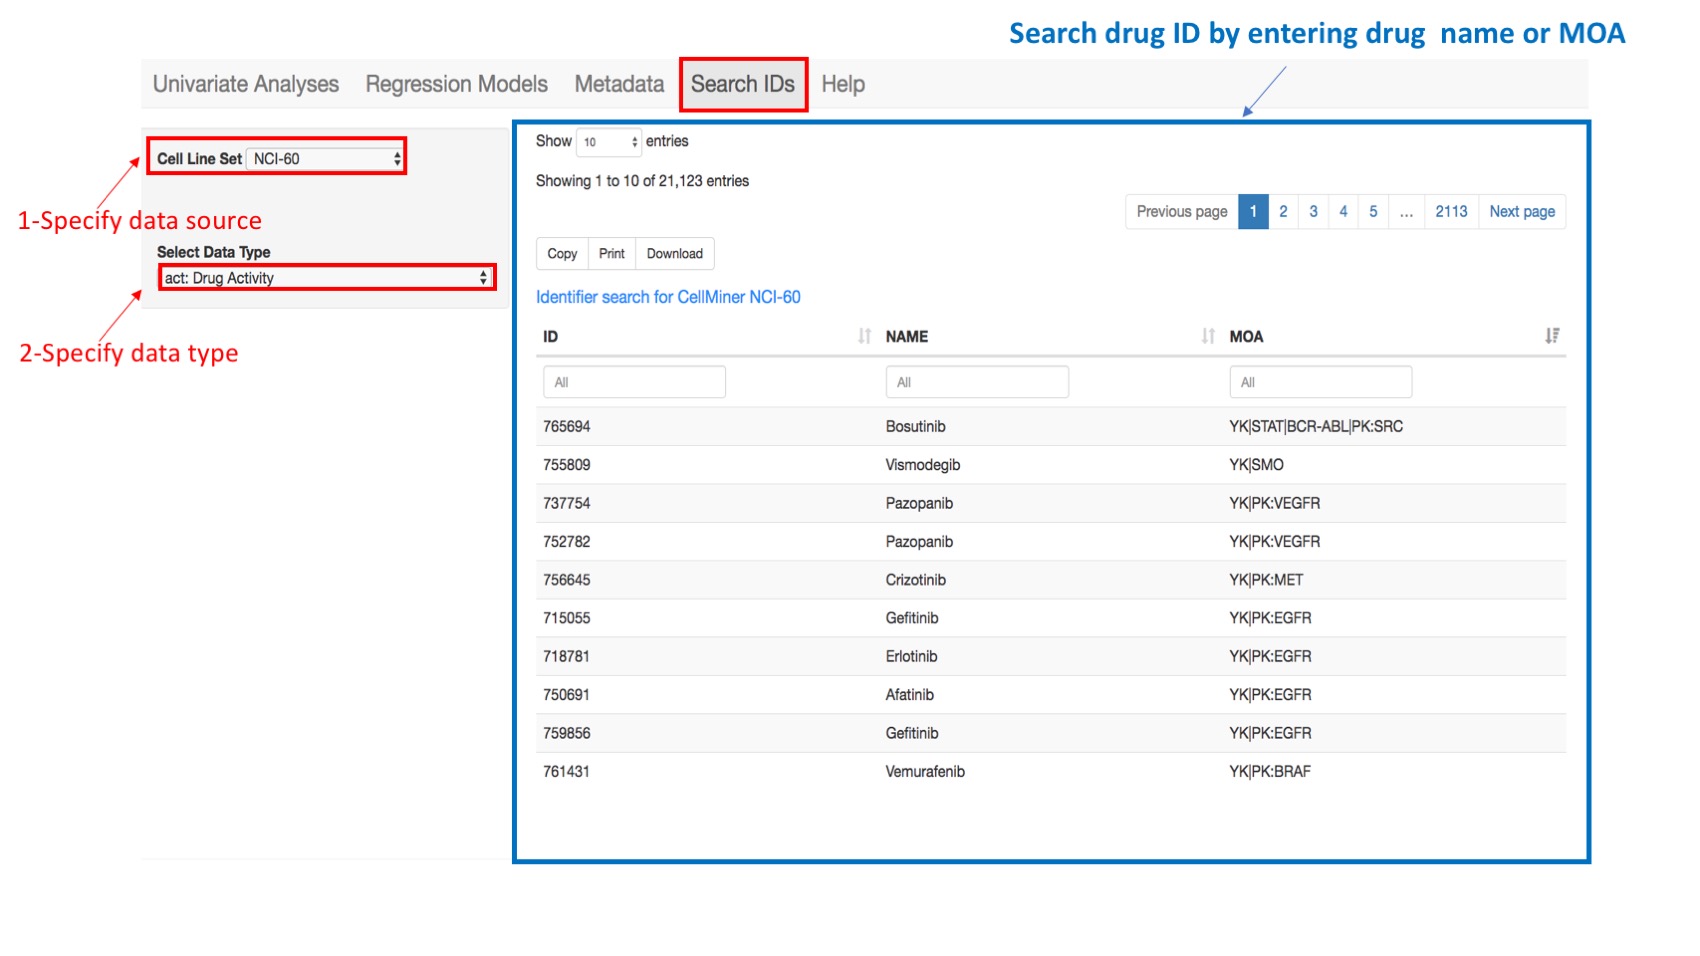 Search drug ID by entering drug name or MOA
Univariate Analyses Regression Models Metadata Search IDs Help
Cell Line Set NCI-60
1-Specify data source
Select Data Type
act: Drug Activity
2-Specify data type
Show 10 entries
Showing 1 to 10 of 21,123 entries
Previous page 1 2 3 4 5 ... 2113 Next page
Copy Print Download
Identifier search for CellMiner NCI-60
ID NAME MOA
All All All
765694 Bosutinib YK|STAT|BCR-ABL|PK:SRC
755809 Vismodegib YK|SMO
737754 Pazopanib YK|PK:VEGFR
752782 Pazopanib YK|PK:VEGFR
756645 Crizotinib YK|PK:MET
715055 Gefitinib YK|PK:EGFR
718781 Erlotinib YK|PK:EGFR
750691 Afatinib YK|PK:EGFR
759856 Gefitinib YK|PK:EGFR
761431 Vemurafenib YK|PK:BRAF